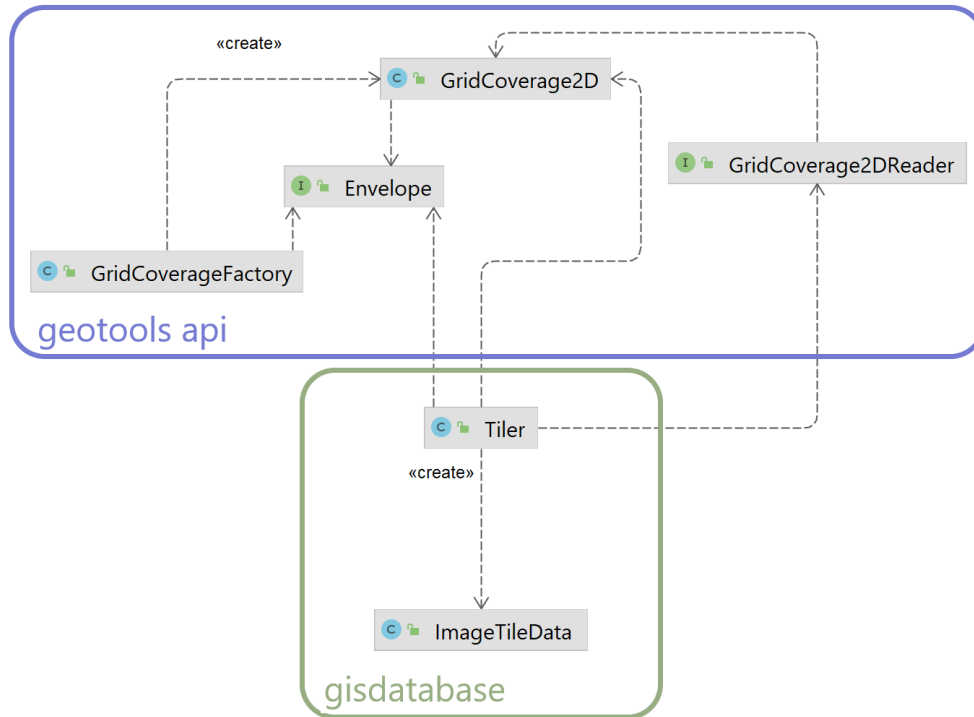 «create»
C GridCoverage2D
I GridCoverage2DReader
I Envelope
C GridCoverageFactory
geotools api
C Tiler
«create»
C ImageTileData
gisdatabase